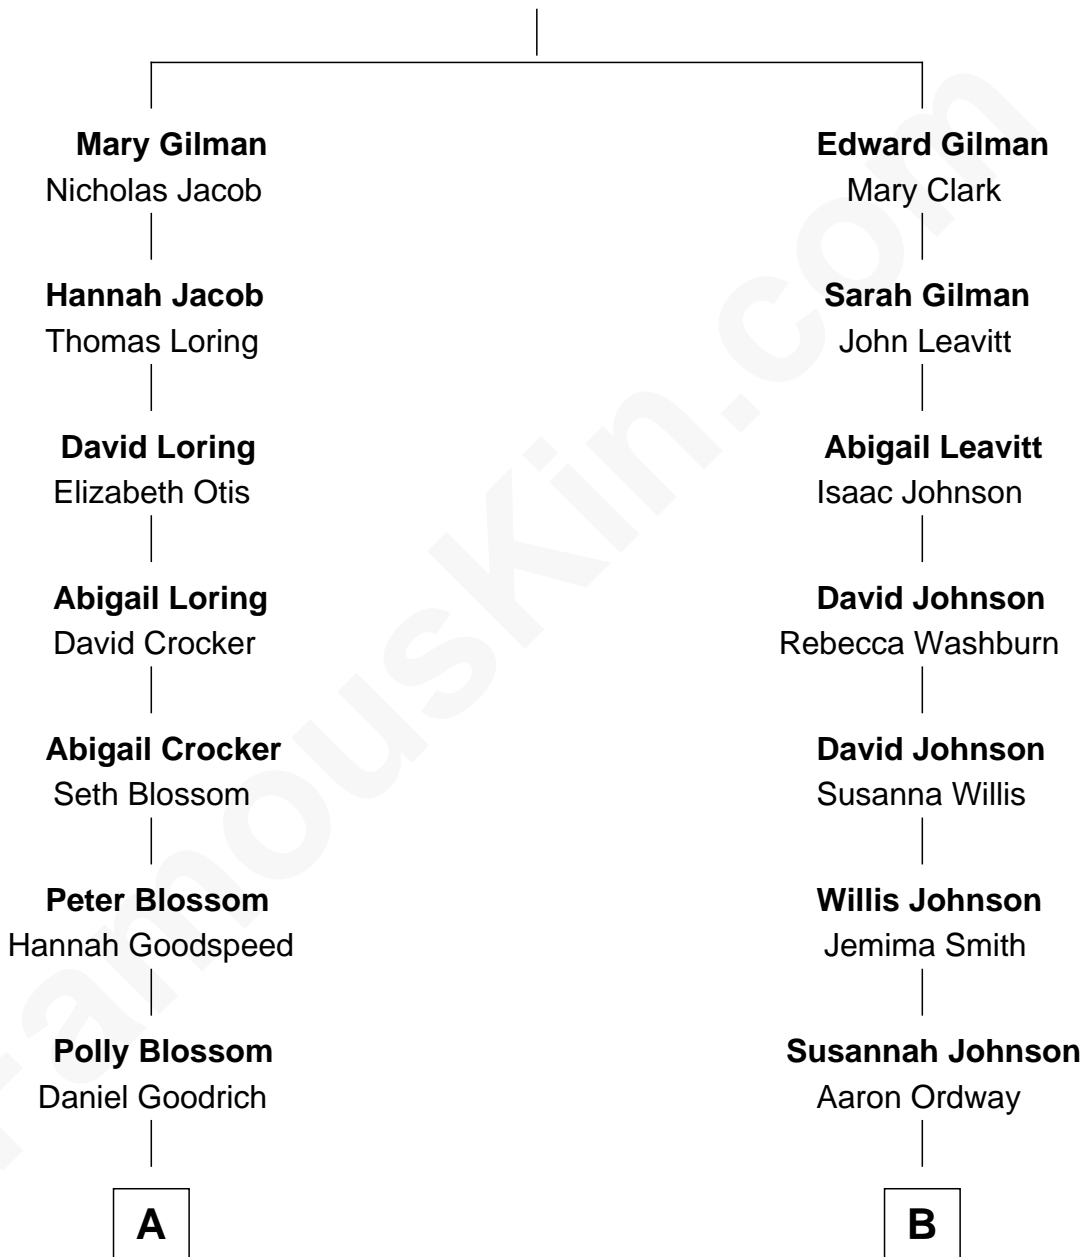 Mary Gilman
Nicholas Jacob
Hannah Jacob
Thomas Loring
David Loring
Elizabeth Otis
Abigail Loring
David Crocker
Abigail Crocker
Seth Blossom
Peter Blossom
Hannah Goodspeed
Polly Blossom
Daniel Goodrich
A
Edward Gilman
Mary Clark
Sarah Gilman
John Leavitt
Abigail Leavitt
Isaac Johnson
David Johnson
Rebecca Washburn
David Johnson
Susanna Willis
Willis Johnson
Jemima Smith
Susannah Johnson
Aaron Ordway
B
FamousKin.com